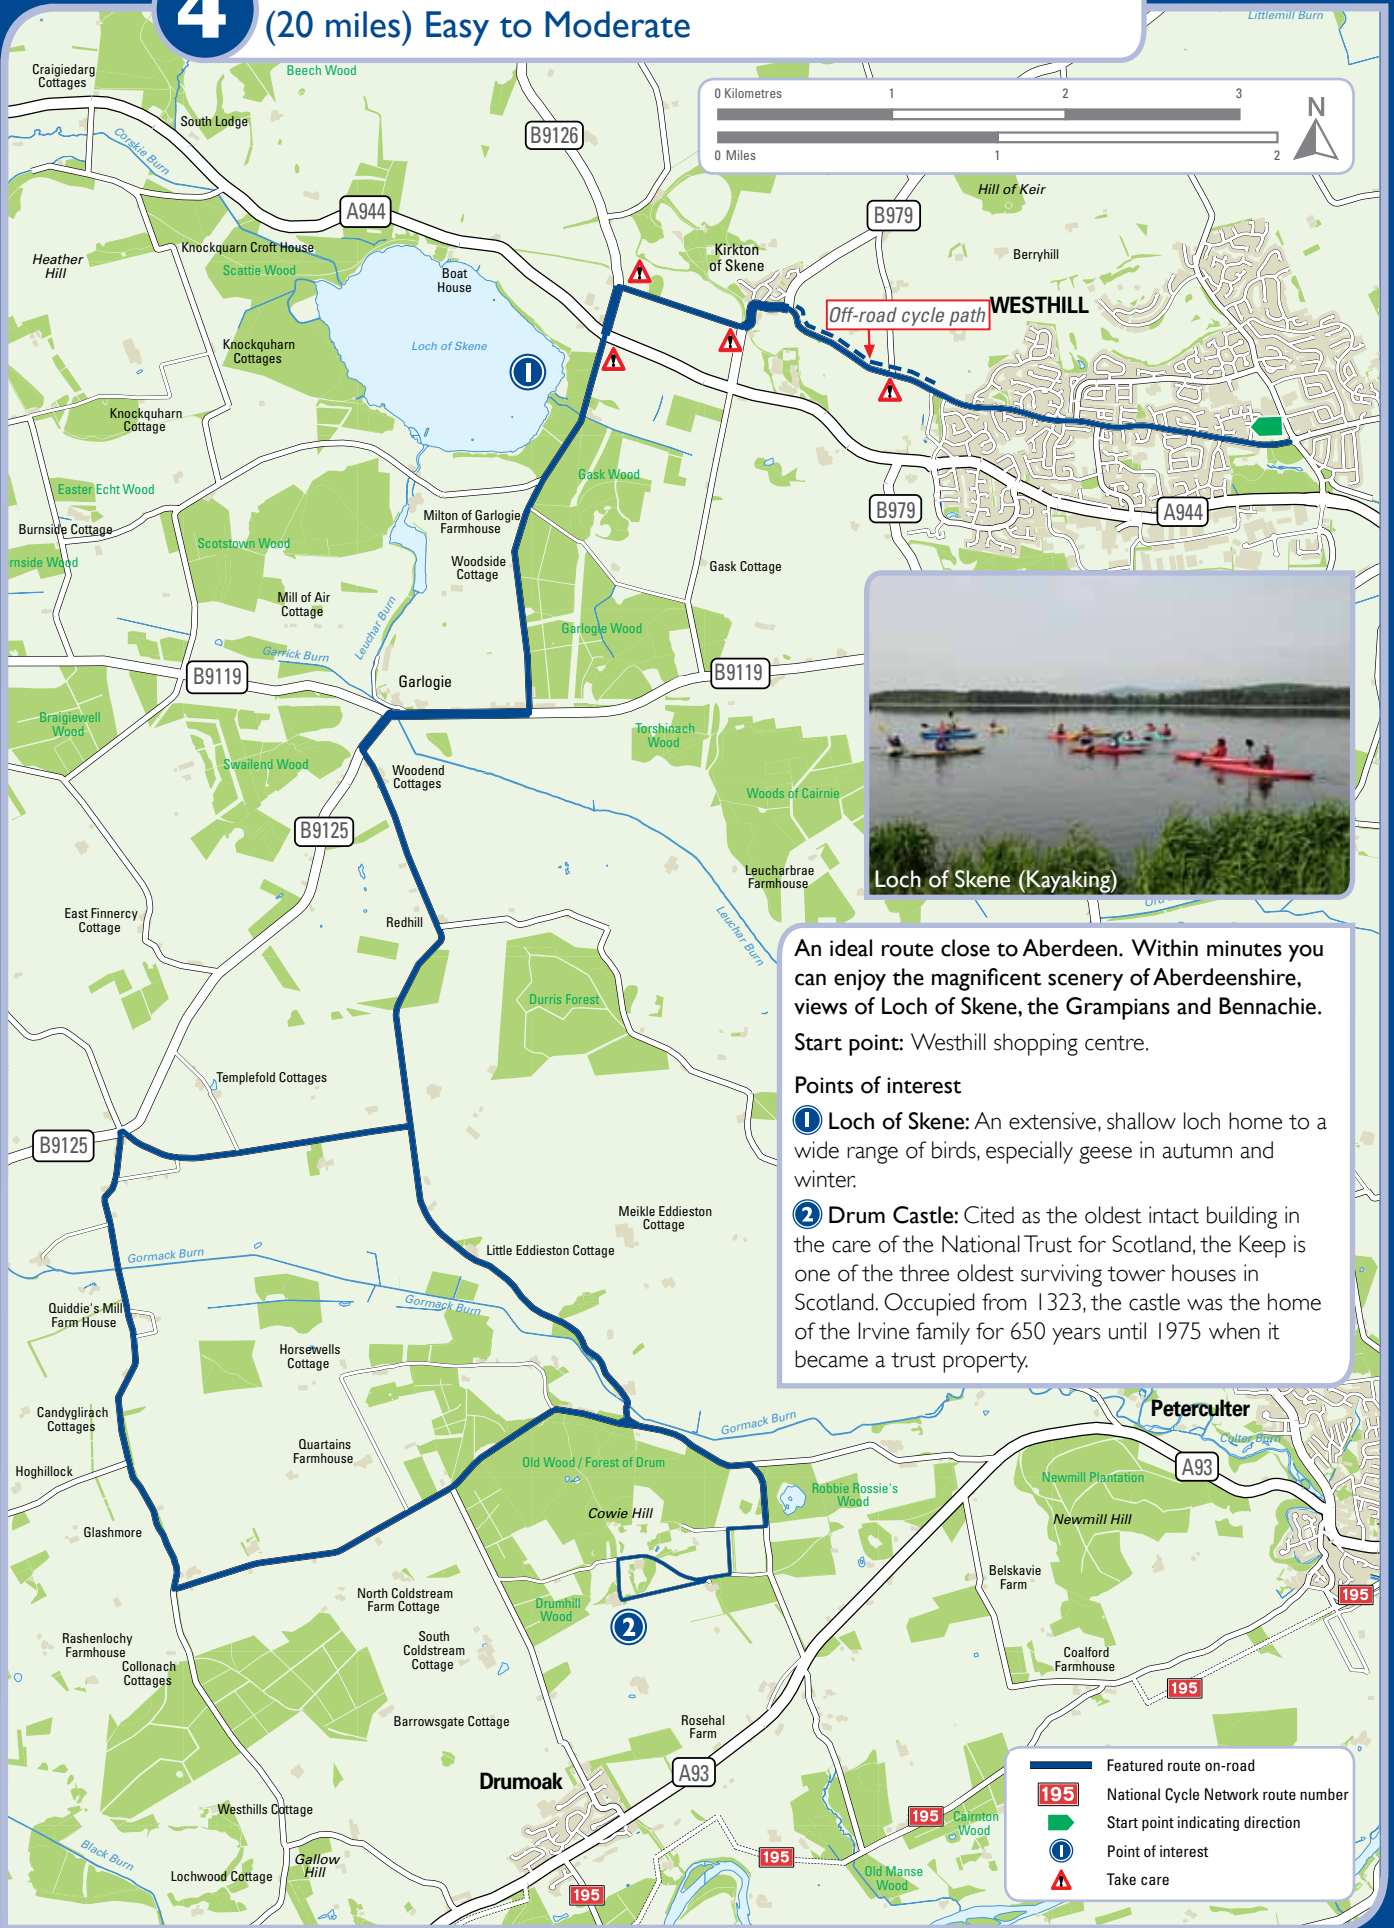 4
(20 miles) Easy to Moderate
Littlemill Burn
Craigiedarg
Cottages
Beech Wood
South Lodge
Corskie Burn
B9126
0 Kilometres
1
2
3
0 Miles
1
2
N
A944
Hill of Keir
B979
Heather
Hill
Knockquarn Croft House
Scattie Wood
Boat
House
Kirkton
of Skene
Berryhill
Off-road cycle path
WESTHILL
Loch of Skene
Knockquharn
Cottages
1
Knockquharn
Cottage
Gask Wood
Easter Echt Wood
B979
A944
Burnside Cottage
Milton of Garlogie
Farmhouse
Scotstown Wood
rnside Wood
Woodside
Cottage
Gask Cottage
Mill of Air
Cottage
Leuchar Burn
Garlogie Wood
Garrick Burn
B9119
Garlogie
B9119
Braigiewell
Wood
Torshinach
Wood
Swailend Wood
Woodend
Cottages
Woods of Cairnie
B9125
Leucharbrae
Farmhouse
Loch of Skene (Kayaking)
East Finnercy
Cottage
Redhill
Leuchar Burn
An ideal route close to Aberdeen. Within minutes you
can enjoy the magnificent scenery of Aberdeenshire,
views of Loch of Skene, the Grampians and Bennachie.
Start point: Westhill shopping centre.
Points of interest
1 Loch of Skene: An extensive, shallow loch home to a
wide range of birds, especially geese in autumn and
winter.
2 Drum Castle: Cited as the oldest intact building in
the care of the National Trust for Scotland, the Keep is
one of the three oldest surviving tower houses in
Scotland. Occupied from 1323, the castle was the home
of the Irvine family for 650 years until 1975 when it
became a trust property.
Durris Forest
Templefold Cottages
B9125
Meikle Eddieston
Cottage
Little Eddieston Cottage
Gormack Burn
Gormack Burn
Quiddie's Mill
Farm House
Horsewells
Cottage
Candyglirach
Cottages
Gormack Burn
Peterculter
Culter Burn
Quartains
Farmhouse
Old Wood / Forest of Drum
A93
Hoghillock
Robbie Rossie's
Wood
Newmill Plantation
Cowie Hill
Newmill Hill
Glashmore
Belskavie
Farm
North Coldstream
Farm Cottage
Drumhill
Wood
195
2
Rashenlochy
Farmhouse
South
Coldstream
Cottage
Collonach
Cottages
Coalford
Farmhouse
195
Barrowsgate Cottage
Rosehal
Farm
A93
Drumoak
Westhills Cottage
195
Cairnton
Wood
Black Burn
Gallow
Hill
Lochwood Cottage
195
Old Manse
Wood
195
Featured route on-road
195 National Cycle Network route number
Start point indicating direction
1 Point of interest
Take care